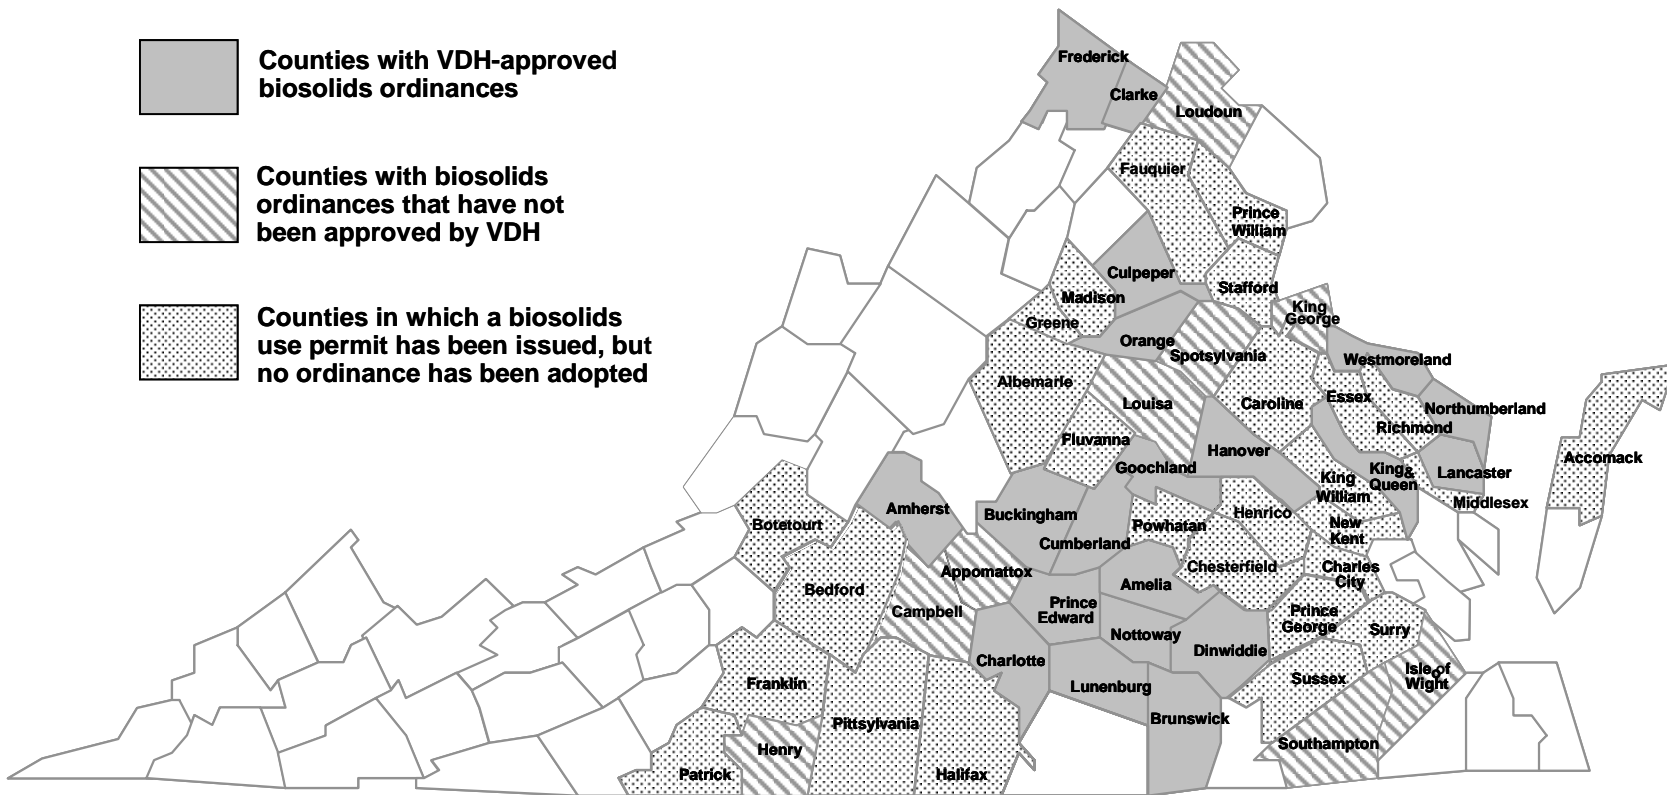 Counties with VDH-approved
biosolids ordinances
Counties with biosolids
ordinances that have not
been approved by VDH
Counties in which a biosolids
use permit has been issued, but
no ordinance has been adopted
Frederick
Clarke
Loudoun
Fauquier
Prince
William
Culpeper
Stafford
Madison
King
George
Greene
Orange
Spotsylvania
Westmoreland
Albemarle
Louisa
Caroline
Essex
Northumberland
Richmond
Fluvanna
Hanover
Goochland
King
William
King&
Queen
Lancaster
Accomack
Middlesex
Amherst
Buckingham
Henrico
Botetourt
Powhatan
New
Kent
Cumberland
Appomattox
Chesterfield
Charles
City
Bedford
Amelia
Campbell
Prince
Edward
Prince
George
Nottoway
Surry
Dinwiddie
Charlotte
Isle of
Wight
Franklin
Lunenburg
Sussex
Pittsylvania
Brunswick
Henry
Southampton
Patrick
Halifax